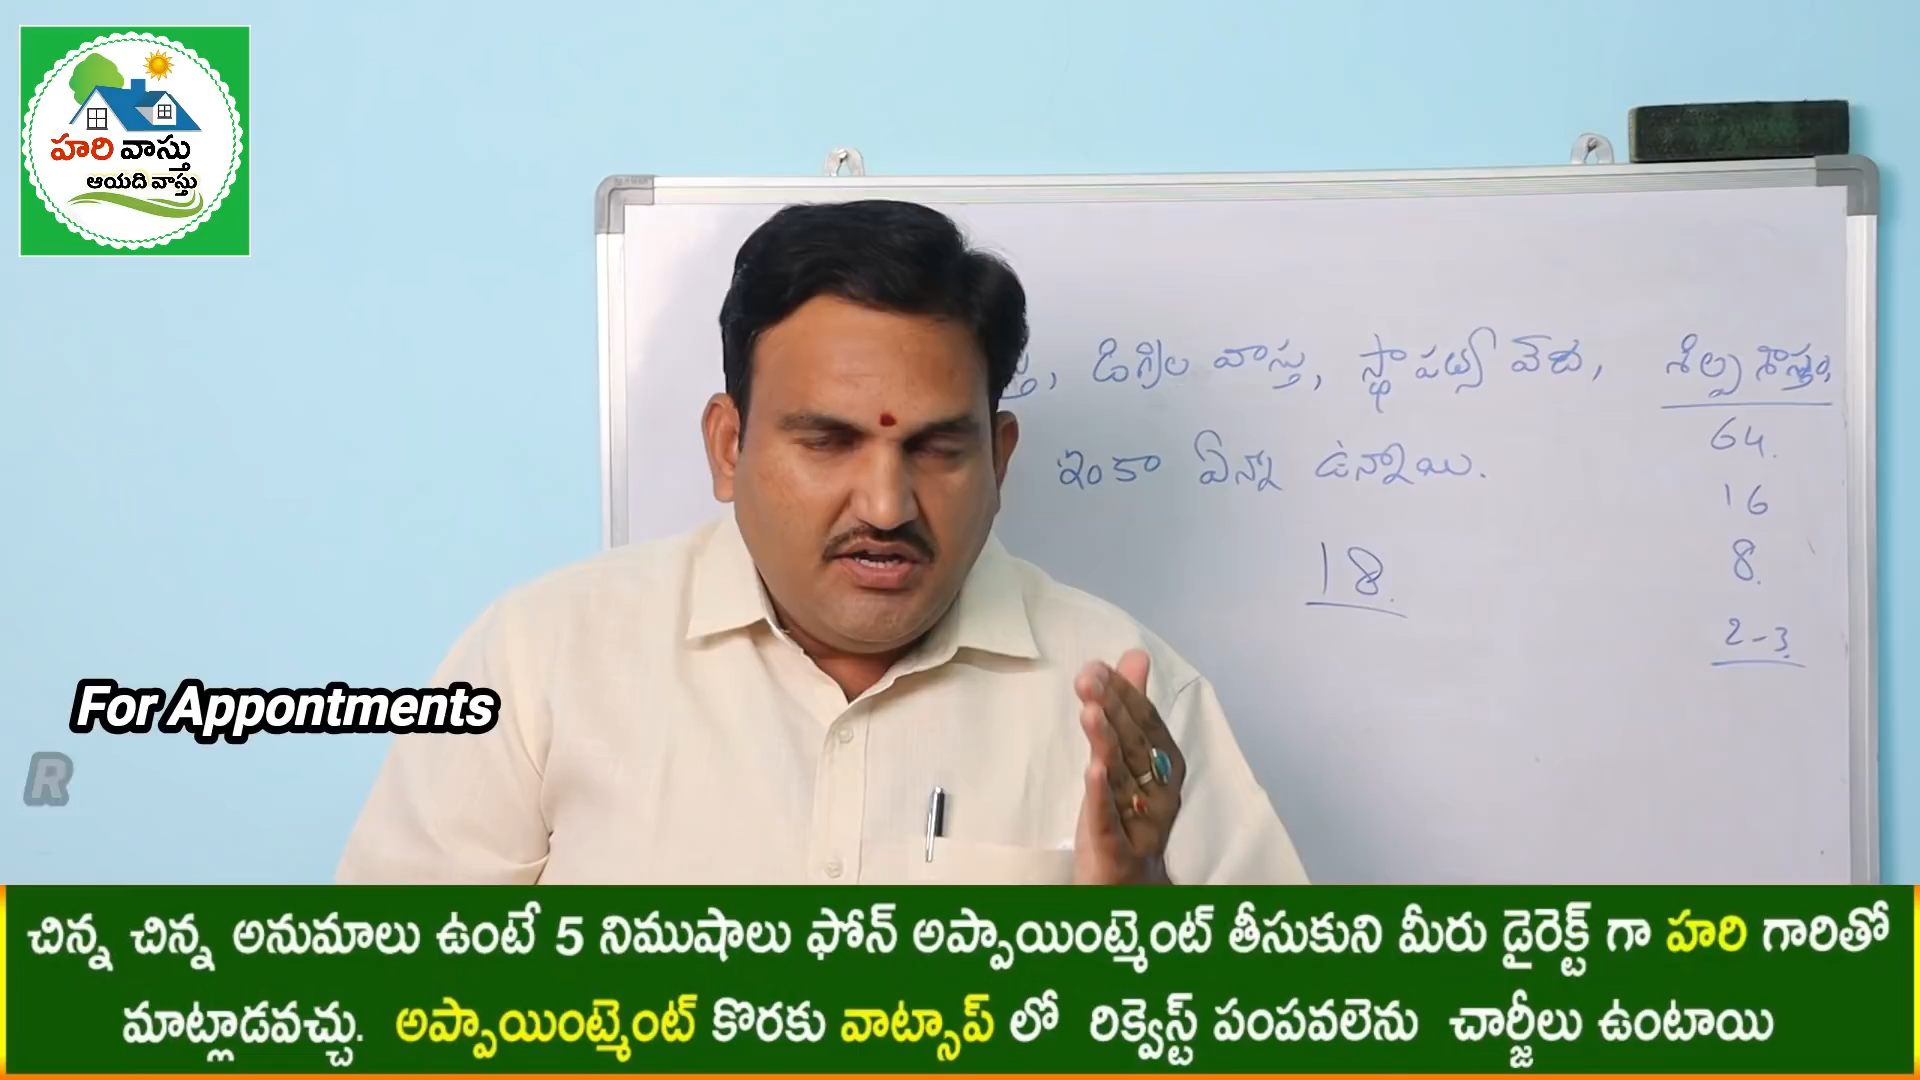 హరి వాస్తు
ఆయది వాస్తు
స్తు, డిగ్రీల వాస్తు, స్థాపత్య వేద, శిల్ప శాస్త్రం,
ఇంకా ఏన్నో ఉన్నాయి.
64.
16
8.
18.
2-3.
For Appontments
R
చిన్న చిన్న అనుమాలు ఉంటే 5 నిముషాలు ఫోన్ అప్పాయింట్మెంట్ తీసుకుని మీరు డైరెక్ట్ గా హరి గారితో
మాట్లాడవచ్చు. అప్పాయింట్మెంట్ కొరకు వాట్సాప్ లో రిక్వెస్ట్ పంపవలెను చార్జీలు ఉంటాయి